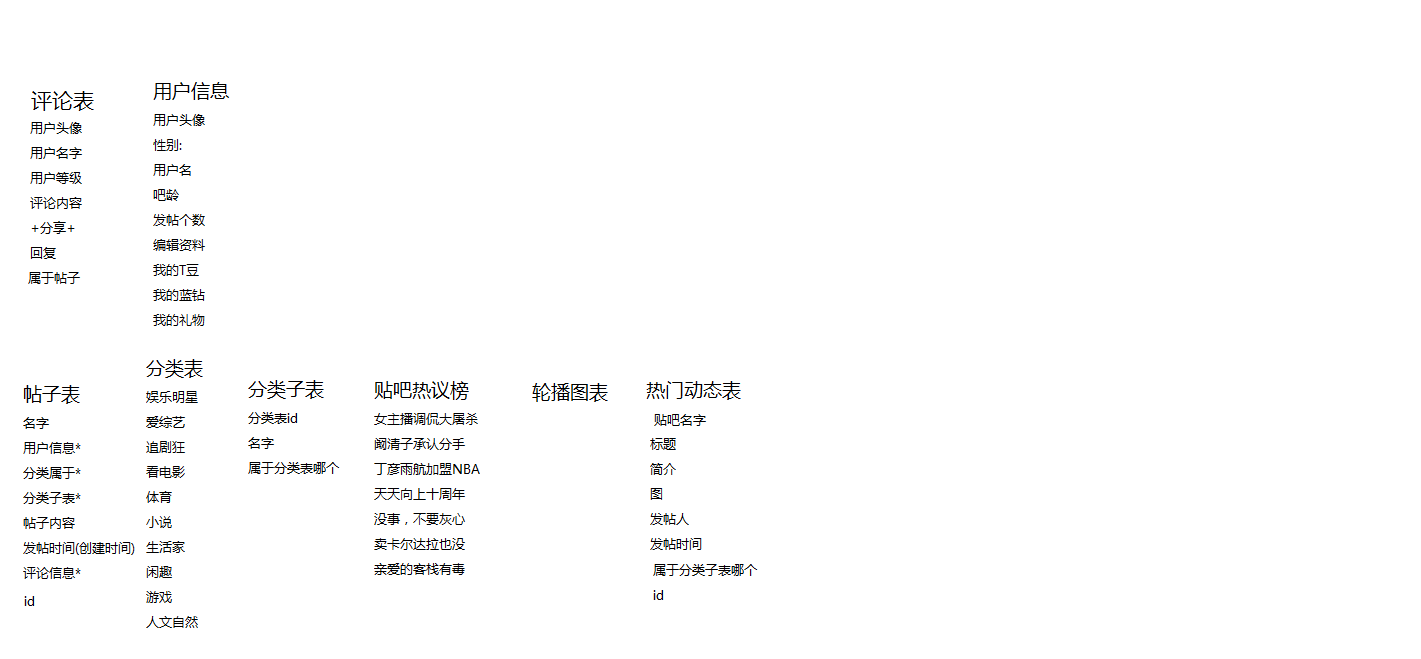 评论表
用户头像
用户名字
用户等级
评论内容
+分享+
回复
属于帖子
用户信息
用户头像
性别:
用户名
吧龄
发帖个数
编辑资料
我的T豆
我的蓝钻
我的礼物
帖子表
名字
用户信息*
分类属于*
分类子表*
帖子内容
发帖时间(创建时间)
评论信息*
id
分类表
娱乐明星
爱综艺
追剧狂
看电影
体育
小说
生活家
闲趣
游戏
人文自然
分类子表
分类表id
名字
属于分类表哪个
贴吧热议榜
女主播调侃大屠杀
阚清子承认分手
丁彦雨航加盟NBA
天天向上十周年
没事，不要灰心
卖卡尔达拉也没
亲爱的客栈有毒
轮播图表
热门动态表
贴吧名字
标题
简介
图
发帖人
发帖时间
属于分类子表哪个
id